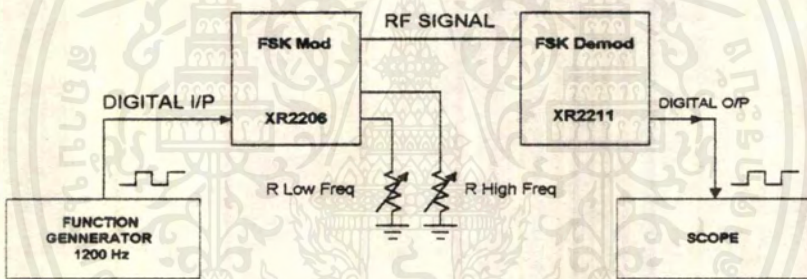 RF SIGNAL
FSK Mod
XR2206
FSK Demod
XR2211
DIGITAL I/P
DIGITAL O/P
R Low Freq
R High Freq
FUNCTION
GENNERATOR
1200 Hz
SCOPE